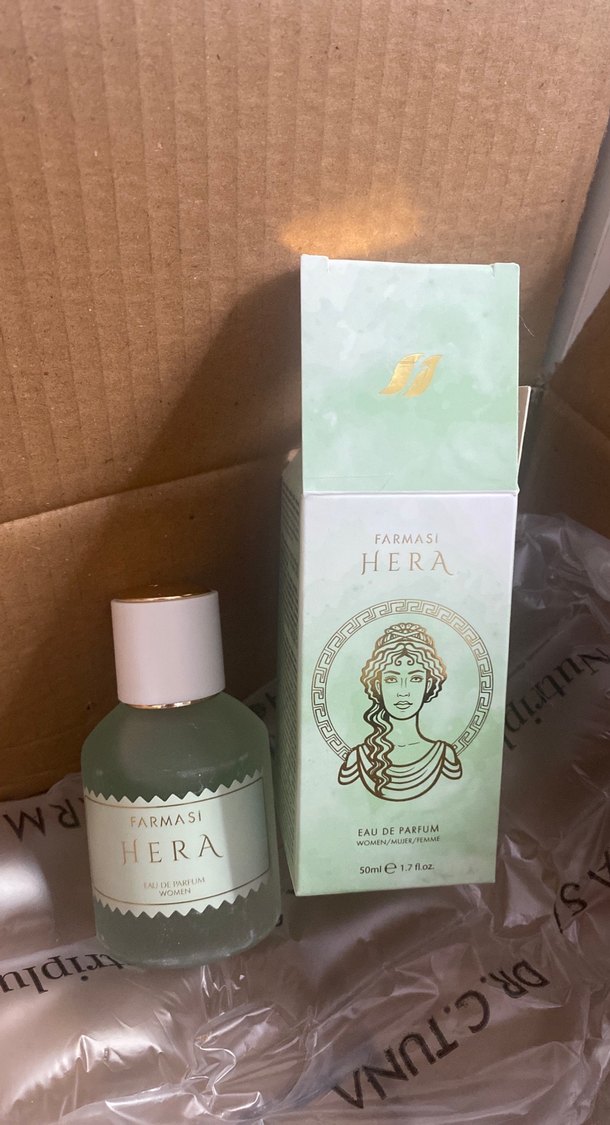 FARMASİ
HERA
EAU DE PARFUM
WOMEN/MUJER/FEMME
50ml e 1.7 fl.oz.
FARMASİ
HERA
EAU DE PARFUM
WOMEN
DR. C. TUNA